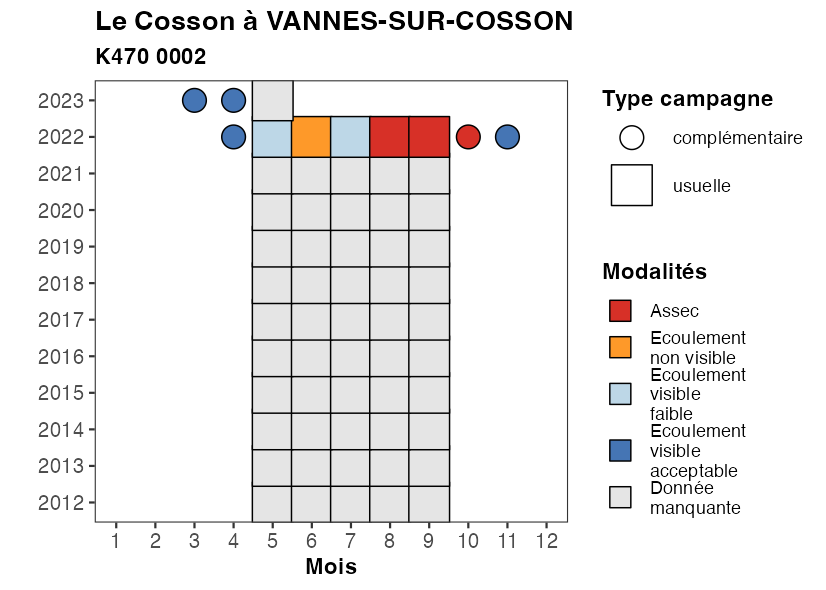 Le Cosson à VANNES-SUR-COSSON
K470 0002
2023
2022
2021
2020
2019
2018
2017
2016
2015
2014
2013
2012
1 2 3 4 5 6 7 8 9 10 11 12
Mois
Type campagne
complémentaire
usuelle
Modalités
Assec
Ecoulement
non visible
Ecoulement
visible
faible
Ecoulement
visible
acceptable
Donnée
manquante